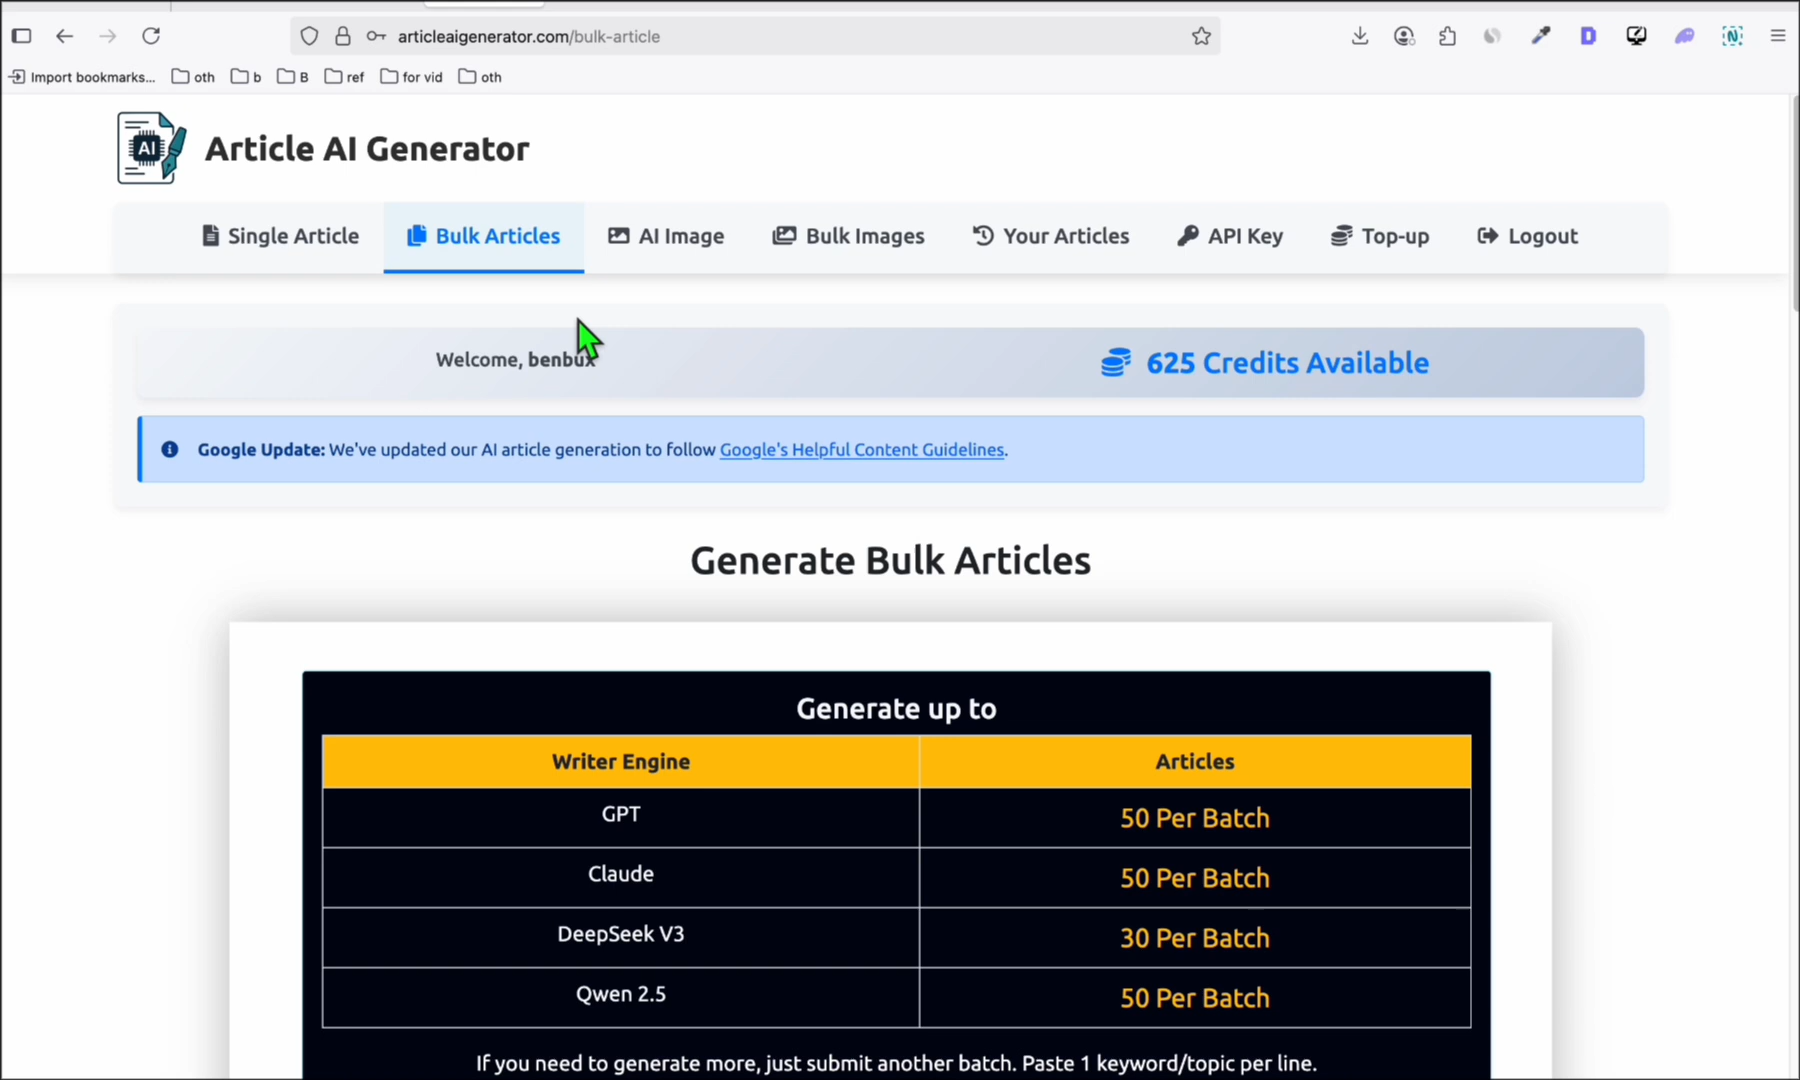 articleaigenerator.com/bulk-article
Import bookmarks... oth b B ref for vid oth
AI
Article AI Generator
Single Article Bulk Articles AI Image Bulk Images Your Articles API Key Top-up Logout
Welcome, benbux 625 Credits Available
Google Update: We've updated our AI article generation to follow Google's Helpful Content Guidelines.
Generate Bulk Articles
Generate up to
Writer Engine Articles
GPT 50 Per Batch
Claude 50 Per Batch
DeepSeek V3 30 Per Batch
Qwen 2.5 50 Per Batch
If you need to generate more, just submit another batch. Paste 1 keyword/topic per line.